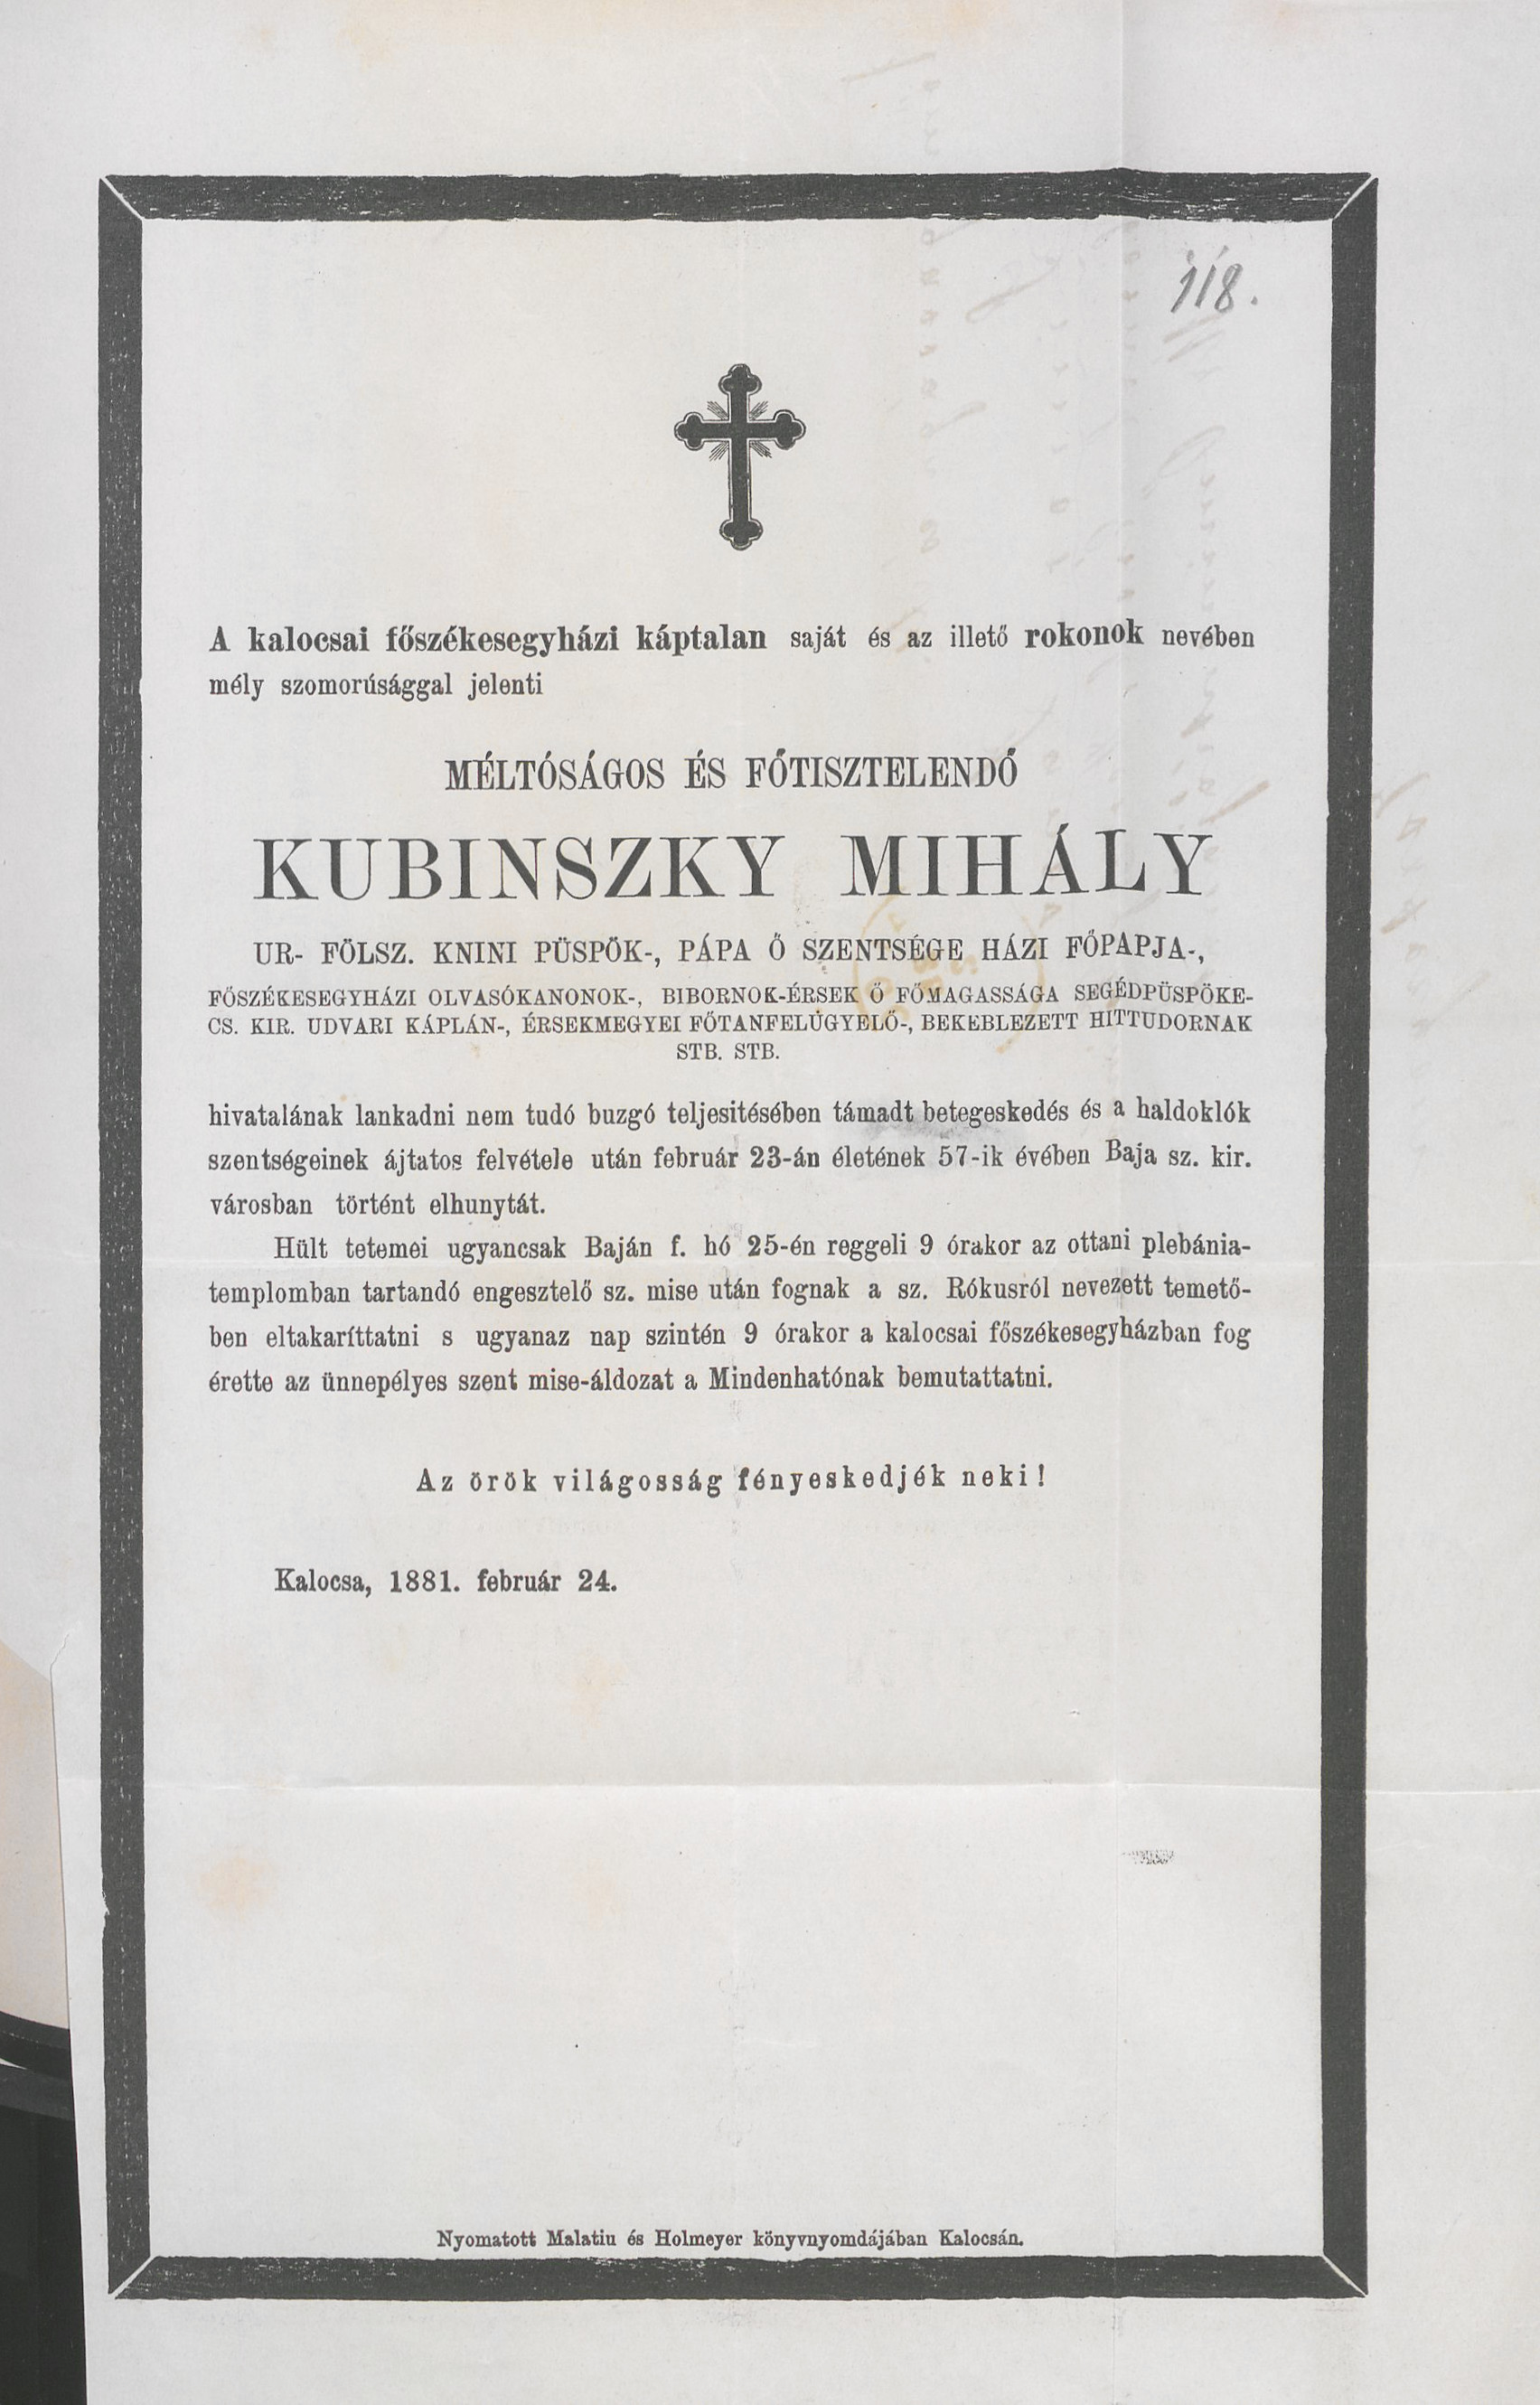 118.
A kalocsai főszékesegyházi káptalan saját és az illető rokonok nevében
mély szomorúsággal jelenti
MÉLTÓSÁGOS ÉS FŐTISZTELENDŐ
KUBINSZKY MIHÁLY
UR- FÖLSZ. KNINI PÜSPÖK-, PÁPA Ő SZENTSÉGE HÁZI FŐPAPJA-,
FŐSZÉKESEGYHÁZI OLVASÓKANONOK-, BIBORNOK-ÉRSEK Ő FŐMAGASSÁGA SEGÉDPÜSPÖKE-
CS. KIR. UDVARI KÁPLÁN-, ÉRSEKMEGYEI FŐTANFELÜGYELŐ-, BEKEBLEZETT HITTUDORNAK
STB. STB.
hivatalának lankadni nem tudó buzgó teljesitésében támadt betegeskedés és a haldoklók
szentségeinek ájtatos felvétele után február 23-án életének 57-ik évében Baja sz. kir.
városban történt elhunytát.
Hült tetemei ugyancsak Baján f. hó 25-én reggeli 9 órakor az ottani plebánia-
templomban tartandó engesztelő sz. mise után fognak a sz. Rókusról nevezett temető-
ben eltakaríttatni s ugyanaz nap szintén 9 órakor a kalocsai főszékesegyházban fog
érette az ünnepélyes szent mise-áldozat a Mindenhatónak bemutattatni.
Az örök világosság fényeskedjék neki!
Kalocsa, 1881. február 24.
Nyomatott Malatiu és Holmeyer könyvnyomdájában Kalocsán.